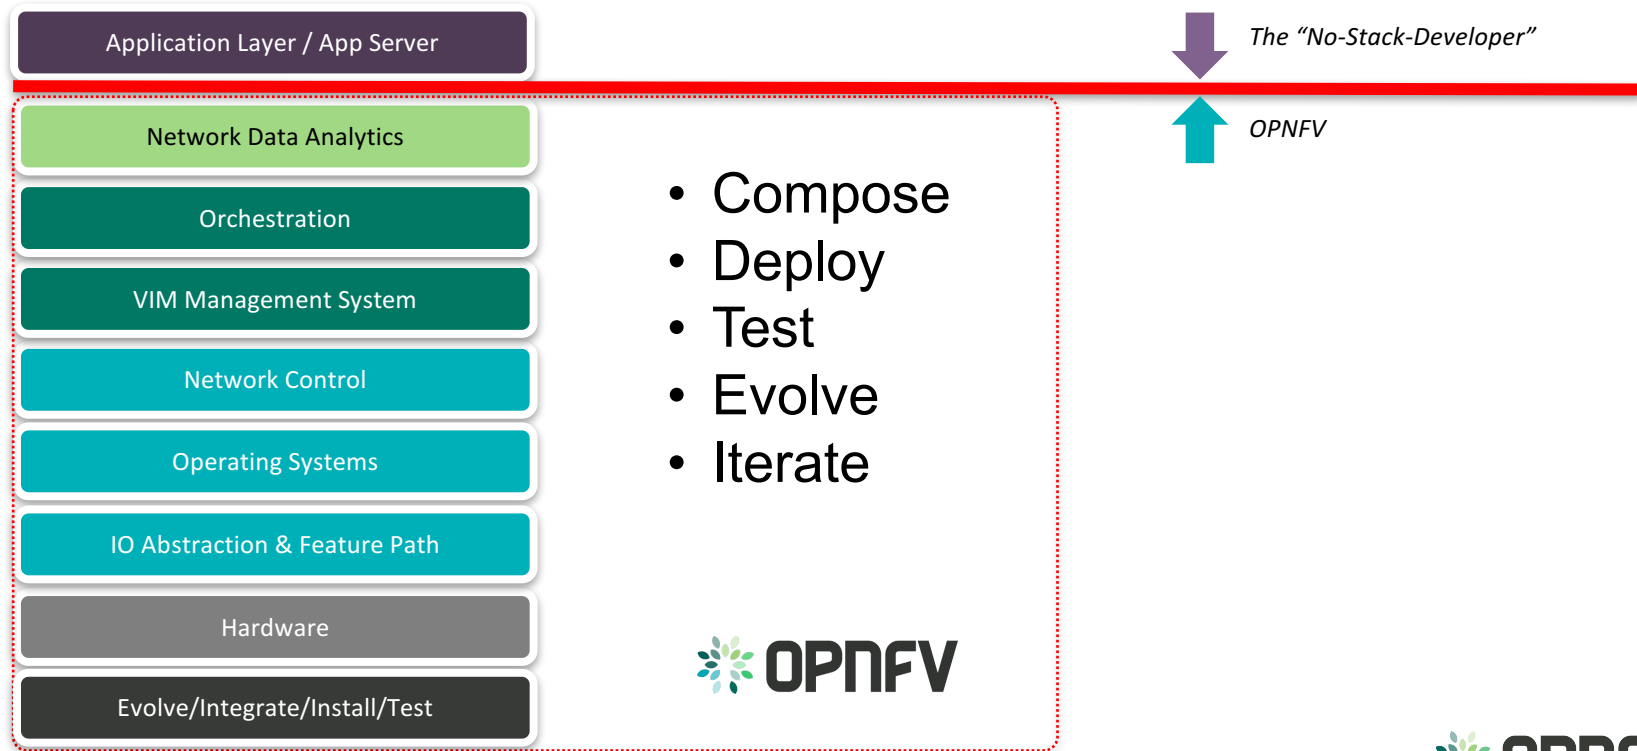 Application Layer / App Server
The “No-Stack-Developer”
Network Data Analytics
OPNFV
Orchestration
VIM Management System
Network Control
Operating Systems
IO Abstraction & Feature Path
Hardware
Evolve/Integrate/Install/Test
• Compose
• Deploy
• Test
• Evolve
• Iterate
OPNFV